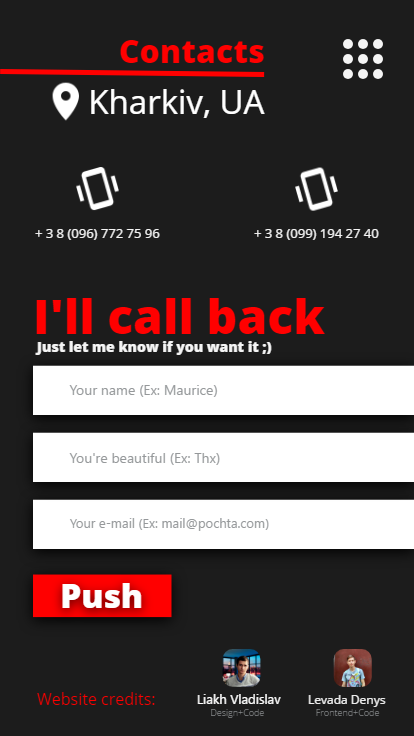 Contacts
Kharkiv, UA
+ 3 8 (096) 772 75 96
+ 3 8 (099) 194 27 40
I'll call back
Just let me know if you want it ;)
Your name (Ex: Maurice)
You're beautiful (Ex: Thx)
Your e-mail (Ex: mail@pochta.com)
Push
Website credits:
Liakh Vladislav
Design+Code
Levada Denys
Frontend+Code